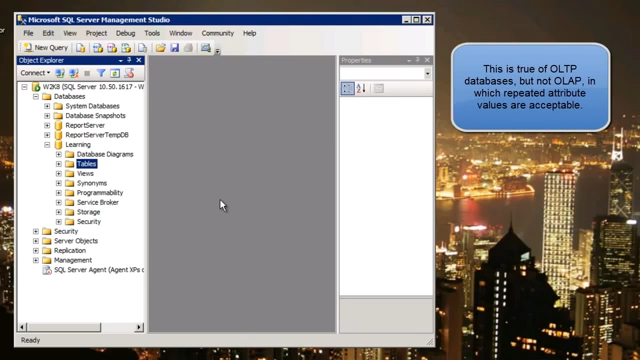 Microsoft SQL Server Management Studio
File Edit View Project Debug Tools Window Community Help
New Query
Object Explorer
Connect
W2K8 (SQL Server 10.50.1617 - W
Databases
System Databases
Database Snapshots
ReportServer
ReportServerTempDB
Learning
Database Diagrams
Tables
Views
Synonyms
Programmability
Service Broker
Storage
Security
Security
Server Objects
Replication
Management
SQL Server Agent (Agent XPs d
Properties
Ready
This is true of OLTP
databases, but not OLAP, in
which repeated attribute
values are acceptable.